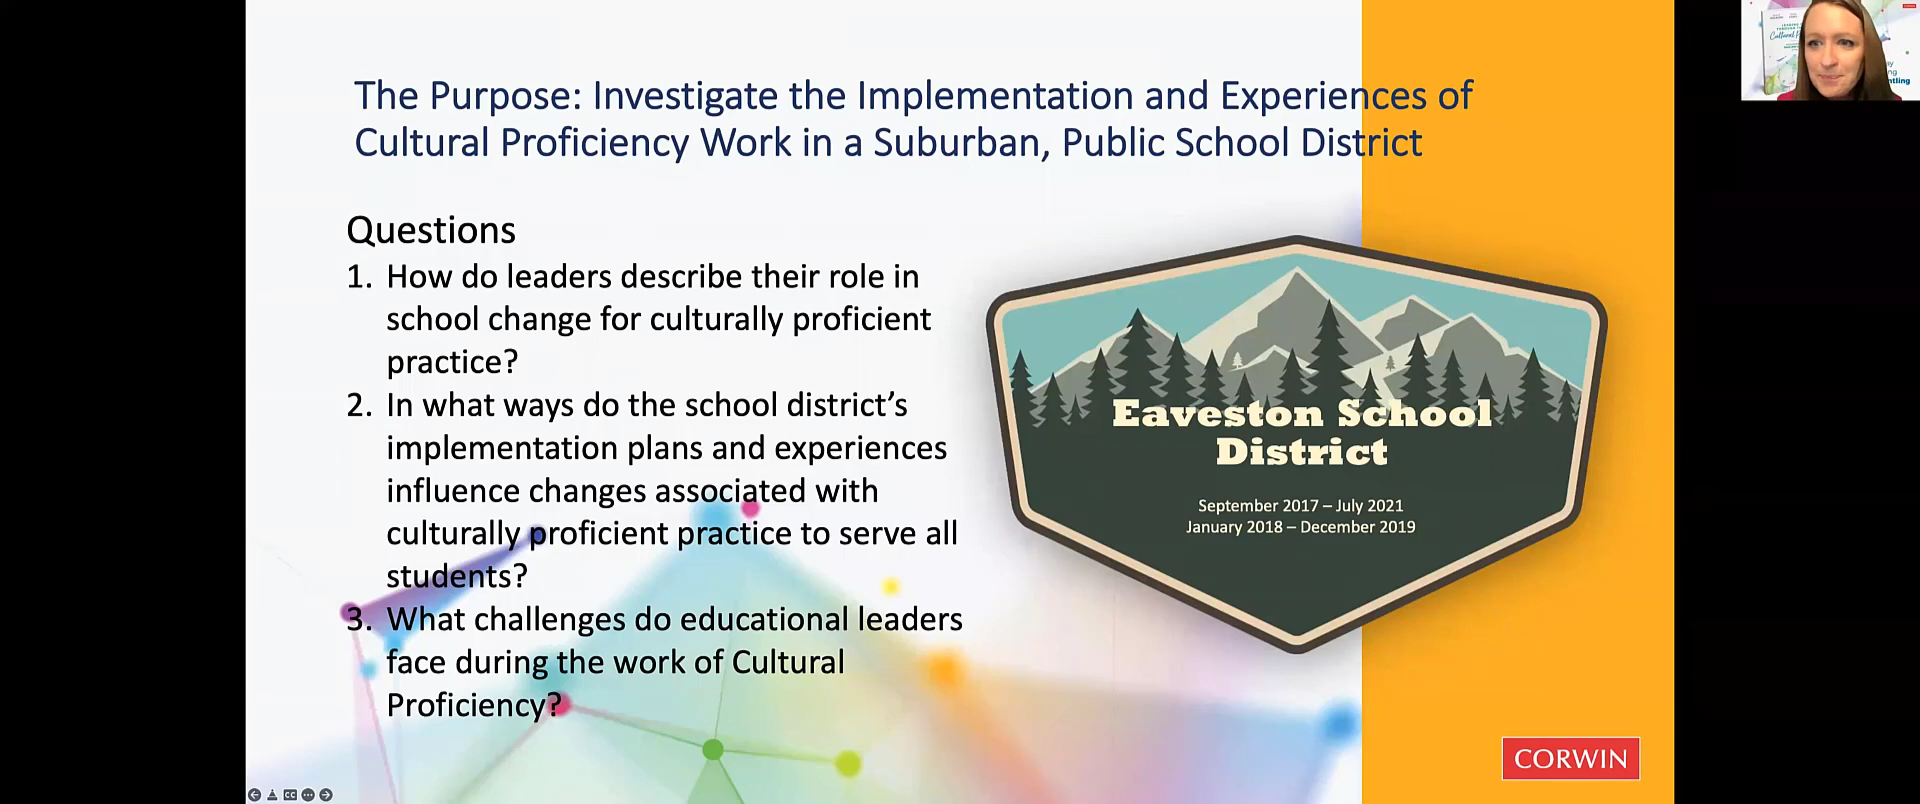 The Purpose: Investigate the Implementation and Experiences of
Cultural Proficiency Work in a Suburban, Public School District
Questions
1. How do leaders describe their role in
school change for culturally proficient
practice?
2. In what ways do the school district's
implementation plans and experiences
influence changes associated with
culturally proficient practice to serve all
students?
3. What challenges do educational leaders
face during the work of Cultural
Proficiency?
Eaveston School
District
September 2017 – July 2021
January 2018 – December 2019
CORWIN
CC